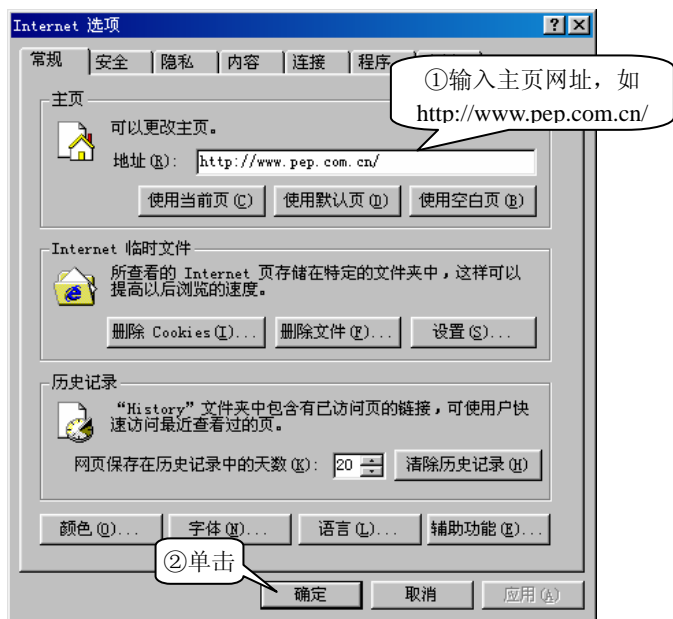 Internet 选项
常规 安全 隐私 内容 连接 程序
①输入主页网址，如
http://www.pep.com.cn/
主页
可以更改主页。
地址(R): http://www.pep.com.cn/
使用当前页(C) 使用默认页(D) 使用空白页(B)
Internet 临时文件
所查看的 Internet 页存储在特定的文件夹中，这样可以
提高以后浏览的速度。
删除 Cookies(I)... 删除文件(F)... 设置(S)...
历史记录
“History”文件夹中包含有已访问页的链接，可使用户快
速访问最近查看过的页。
网页保存在历史记录中的天数(K): 20 清除历史记录(H)
颜色(O)... 字体(N)... 语言(L)... 辅助功能(E)...
②单击
确定 取消 应用(A)